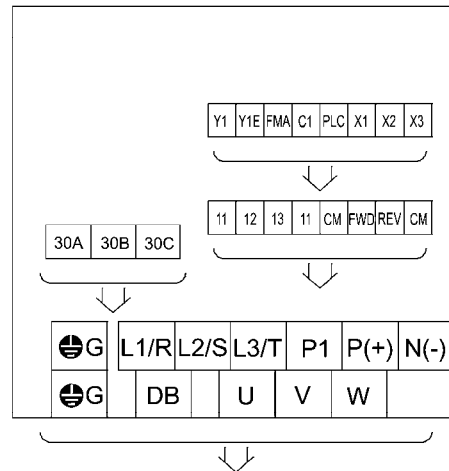 Y1 Y1E FMA C1 PLC X1 X2 X3
11 12 13 11 CM FWD REV CM
30A 30B 30C
G L1/R L2/S L3/T P1 P(+) N(-)
G DB U V W